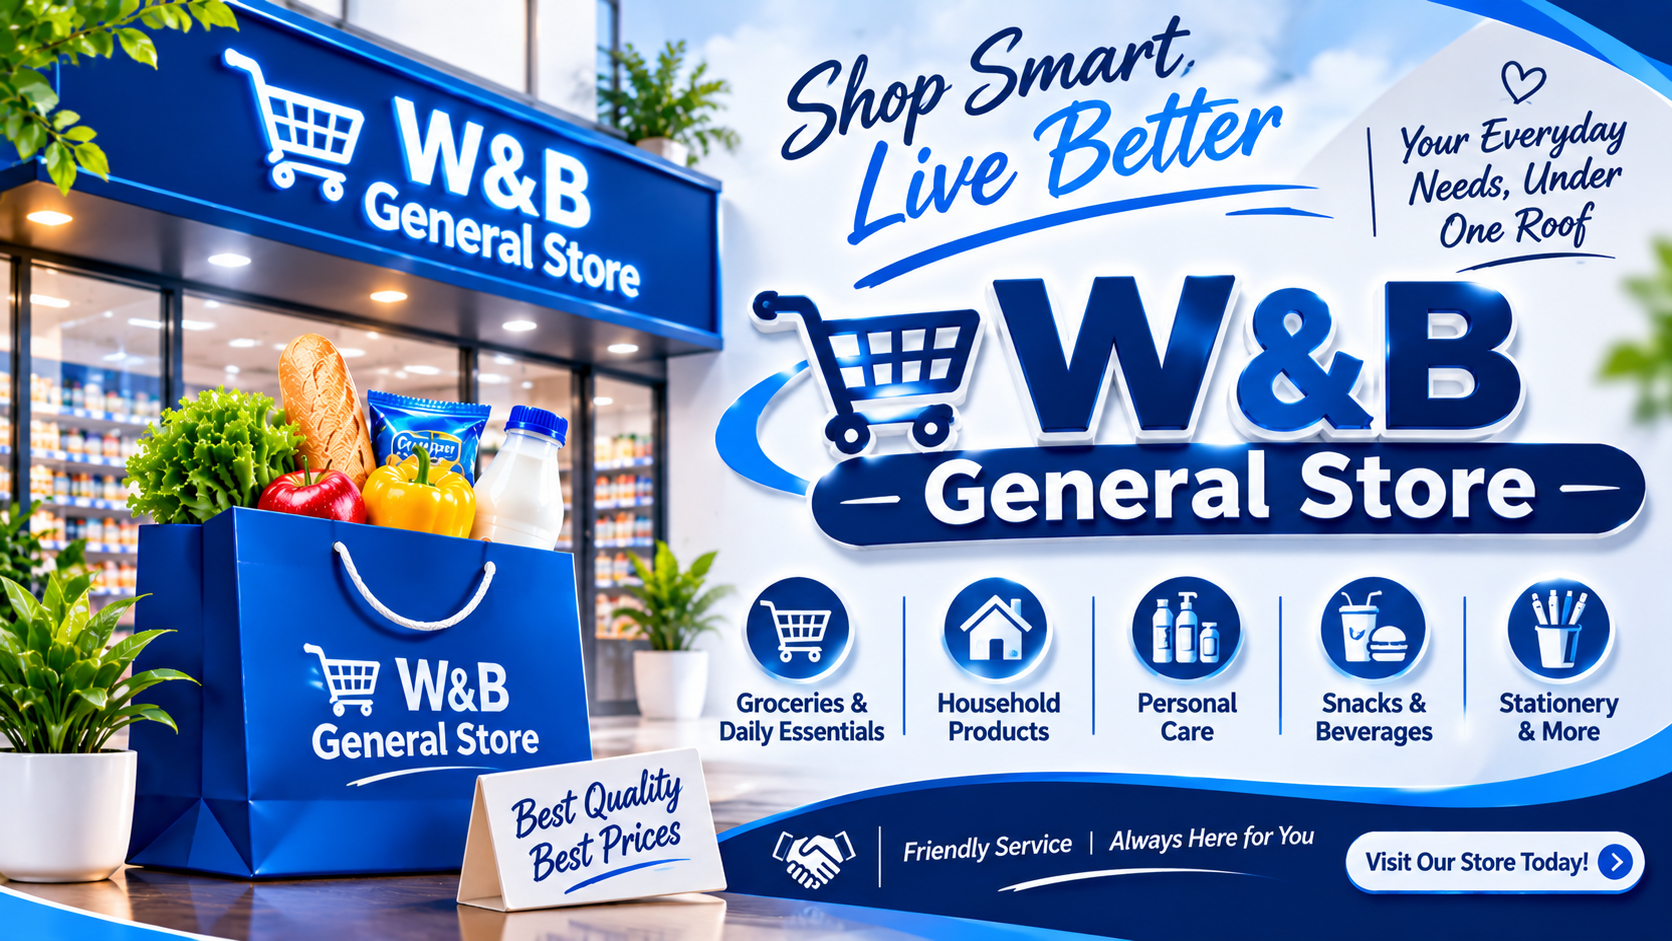 W&B
General Store
Shop Smart,
Live Better
Your Everyday
Needs, Under
One Roof
W&B
General Store
W&B
General Store
Best Quality
Best Prices
Groceries &
Daily Essentials
Household
Products
Personal
Care
Snacks &
Beverages
Stationery
& More
Friendly Service | Always Here for You
Visit Our Store Today!